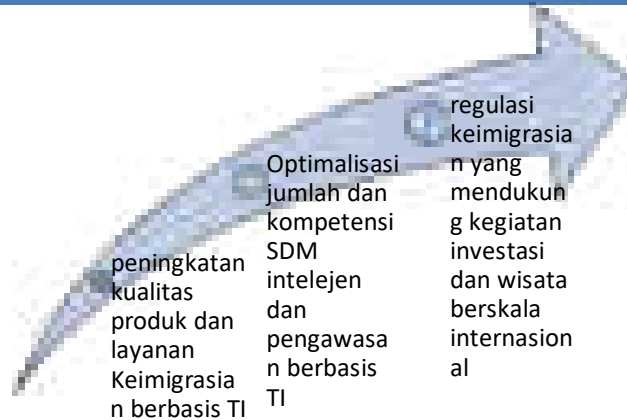 peningkatan
kualitas
produk dan
layanan
Keimigrasia
n berbasis TI
Optimalisasi
jumlah dan
kompetensi
SDM
intelejen
dan
pengawasa
n berbasis
TI
regulasi
keimigrasia
n yang
mendukun
g kegiatan
investasi
dan wisata
berskala
internasion
al